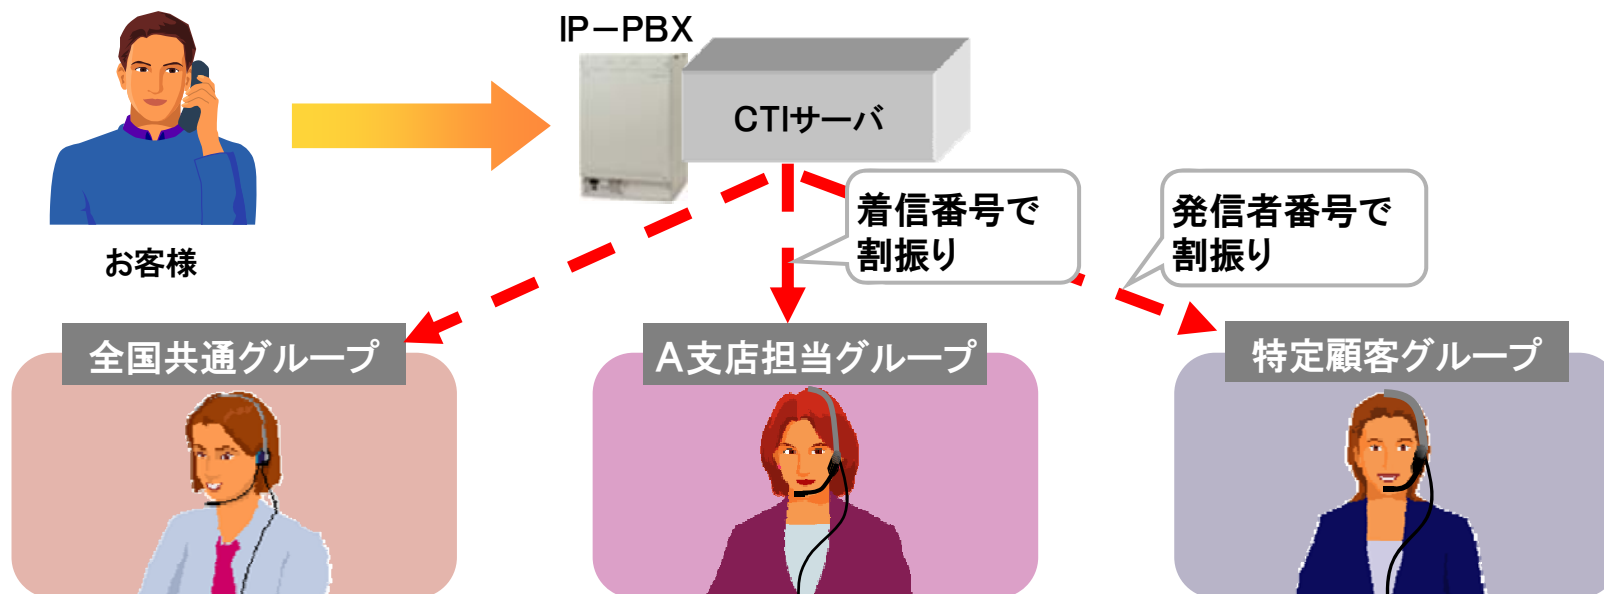 IP－PBX
CTIサーバ
お客様
着信番号で
割振り
発信者番号で
割振り
全国共通グループ
A支店担当グループ
特定顧客グループ